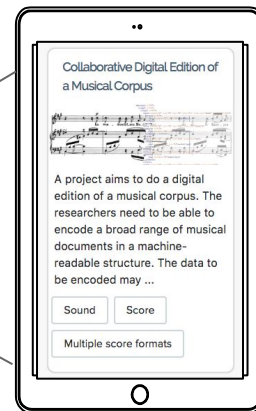 Collaborative Digital Edition of
a Musical Corpus
A project aims to do a digital
edition of a musical corpus. The
researchers need to be able to
encode a broad range of musical
documents in a machine-
readable structure. The data to
be encoded may ...
Sound
Score
Multiple score formats